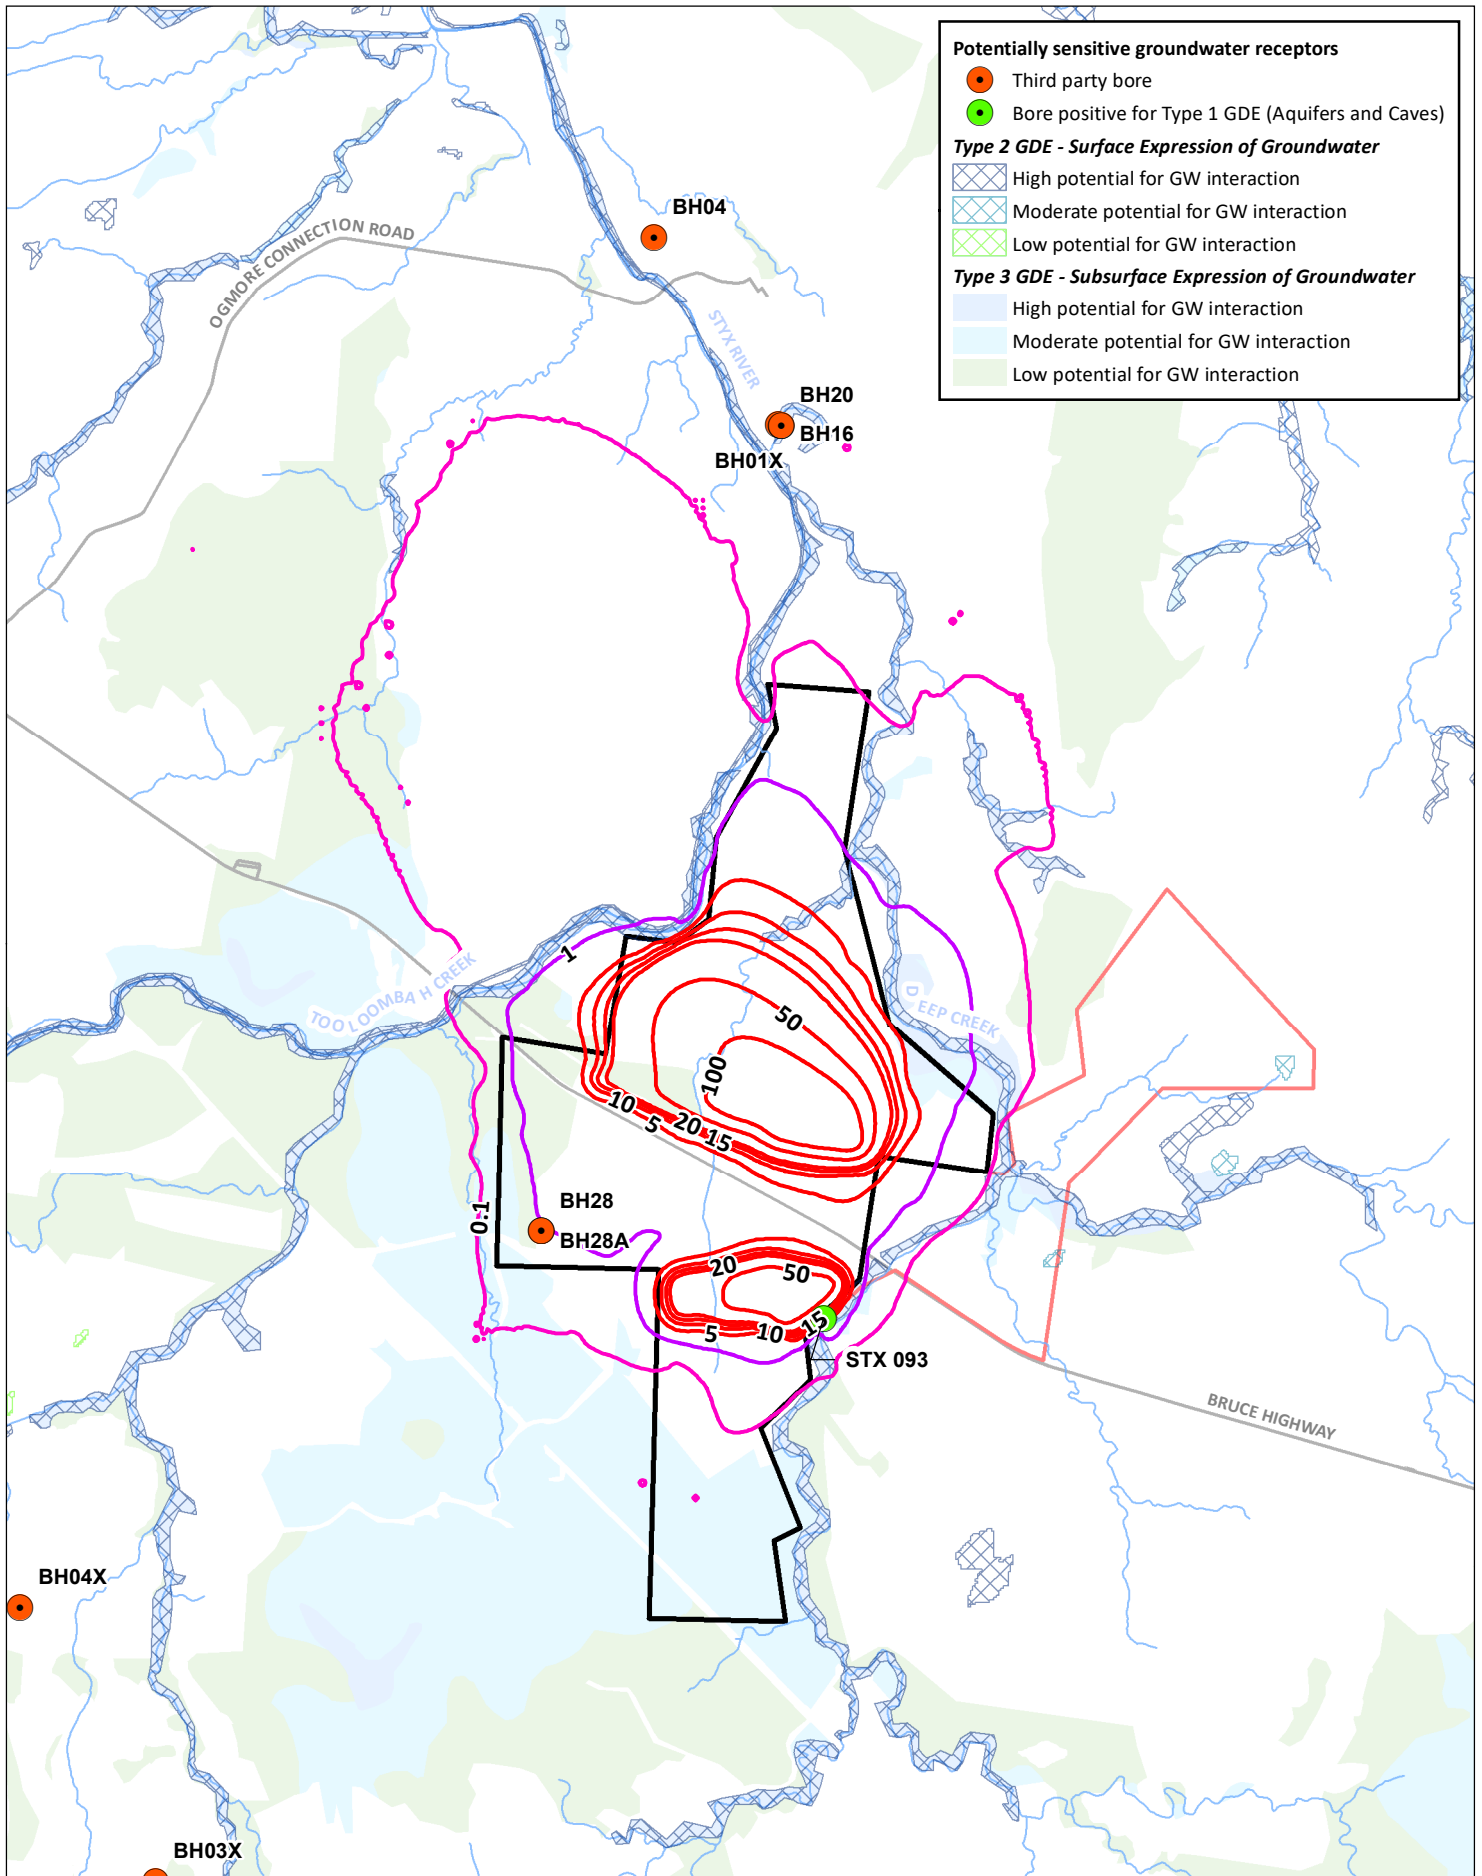 Potentially sensitive groundwater receptors
Third party bore
Bore positive for Type 1 GDE (Aquifers and Caves)
Type 2 GDE - Surface Expression of Groundwater
High potential for GW interaction
Moderate potential for GW interaction
Low potential for GW interaction
Type 3 GDE - Subsurface Expression of Groundwater
High potential for GW interaction
Moderate potential for GW interaction
Low potential for GW interaction
BH04
OGMORE CONNECTION ROAD
STYX RIVER
BH20
BH16
BH01X
1
TOOLOOMBAH CREEK
DEEP CREEK
50
100
10
5
20
15
0.1
BH28
BH28A
20
50
5
10
15
STX 093
BRUCE HIGHWAY
BH04X
BH03X